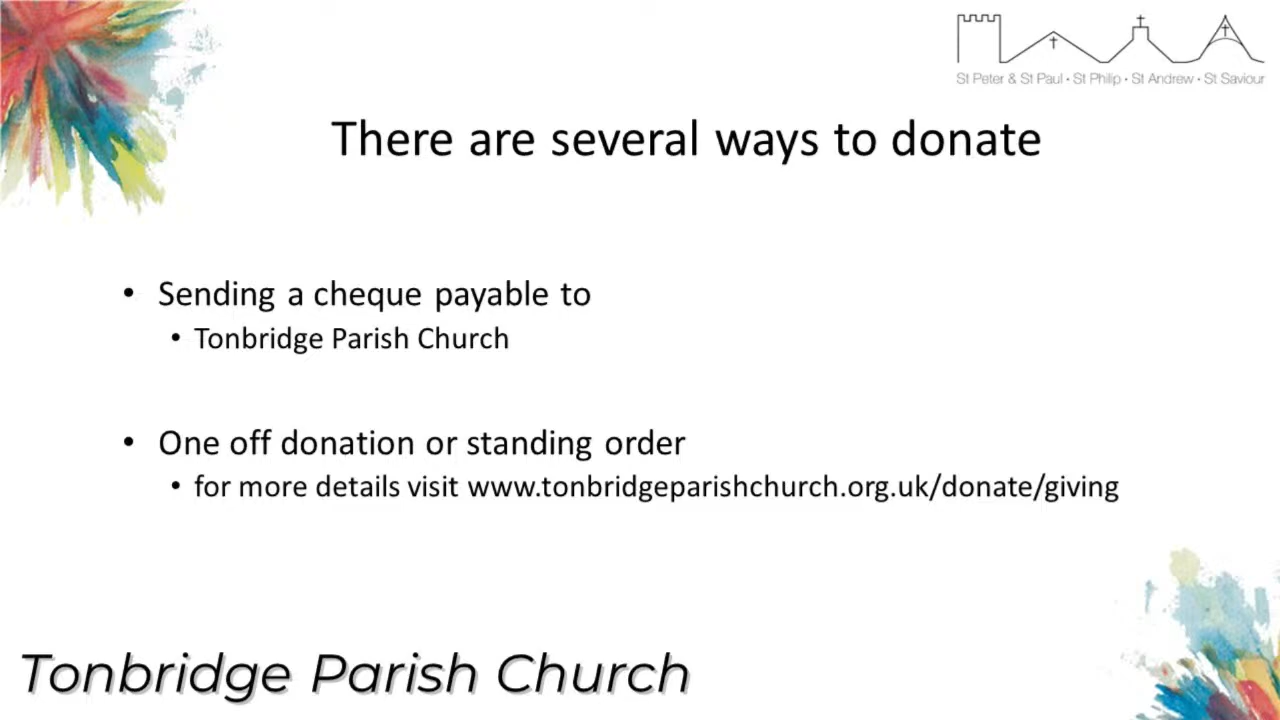 St Peter & St Paul • St Philip • St Andrew • St Saviour
There are several ways to donate
• Sending a cheque payable to
• Tonbridge Parish Church
• One off donation or standing order
• for more details visit www.tonbridgeparishchurch.org.uk/donate/giving
Tonbridge Parish Church